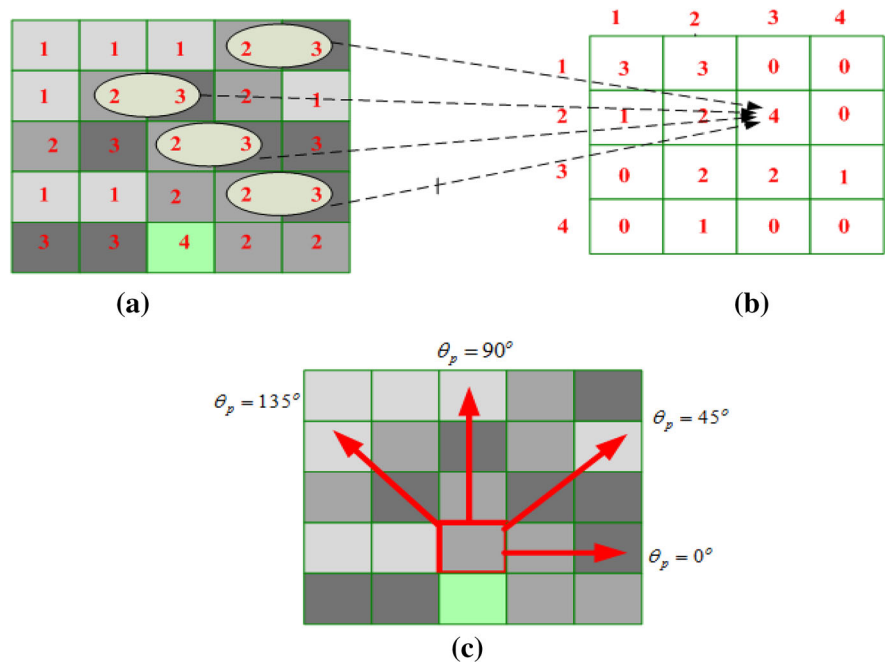 1 2 3 4
1 1 1 2 3 1 3 3 0 0
1 2 3 2 1 2 1 2 4 0
2 3 2 3 3 3 0 2 2 1
1 1 2 2 3 4 0 1 0 0
3 3 4 2 2
(a) (b)
θp = 90°
θp = 135°
θp = 45°
θp = 0°
(c)